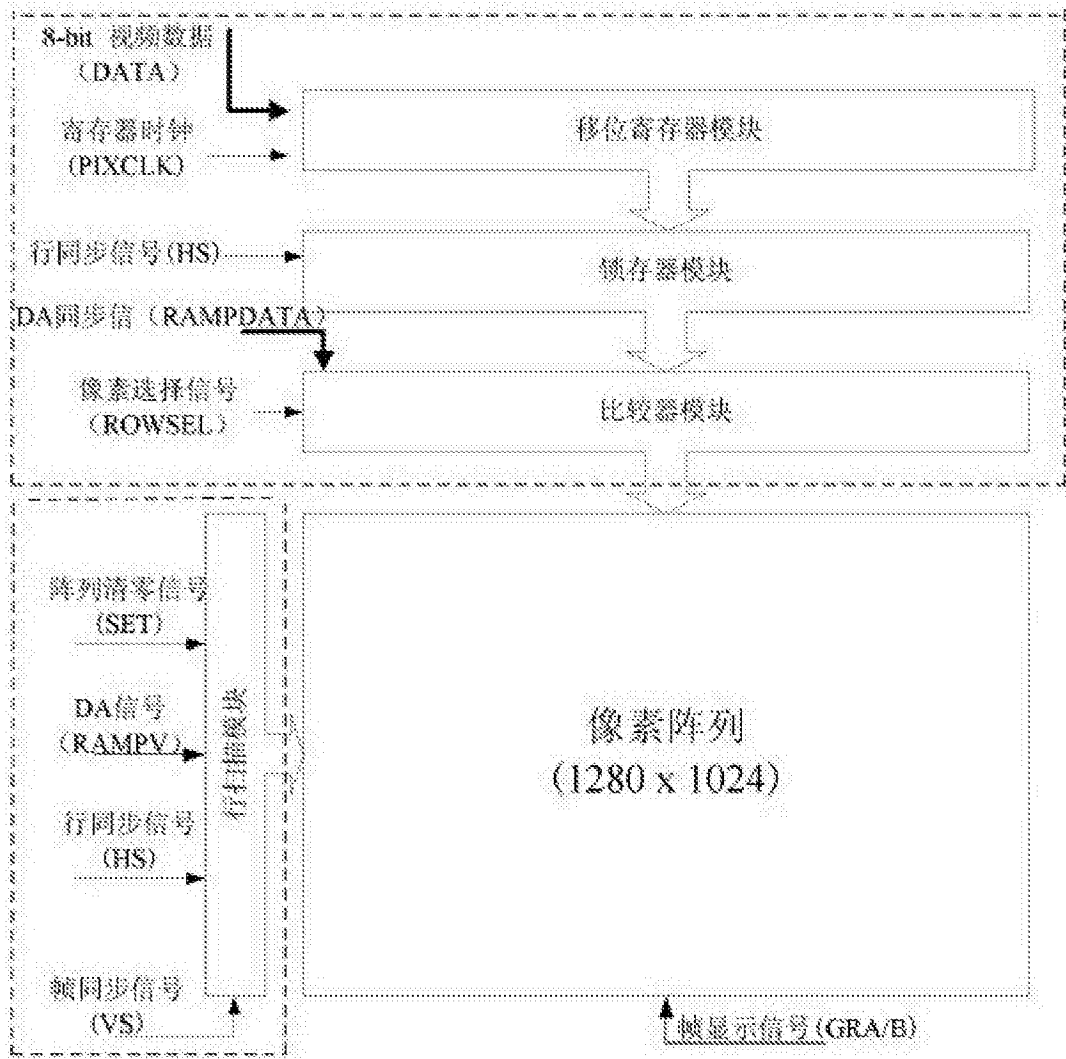 8-bit 视频数据
（DATA）
移位寄存器模块
寄存器时钟
(PIXCLK)
行同步信号(HS)
锁存器模块
DA同步信（RAMPDATA）
像素选择信号
(ROWSEL)
比较器模块
阵列清零信号
(SET)
DA信号
（RAMPV）
行扫描模块
像素阵列
（1280 x 1024）
行同步信号
(HS)
帧同步信号
(VS)
帧显示信号(GRA/B)